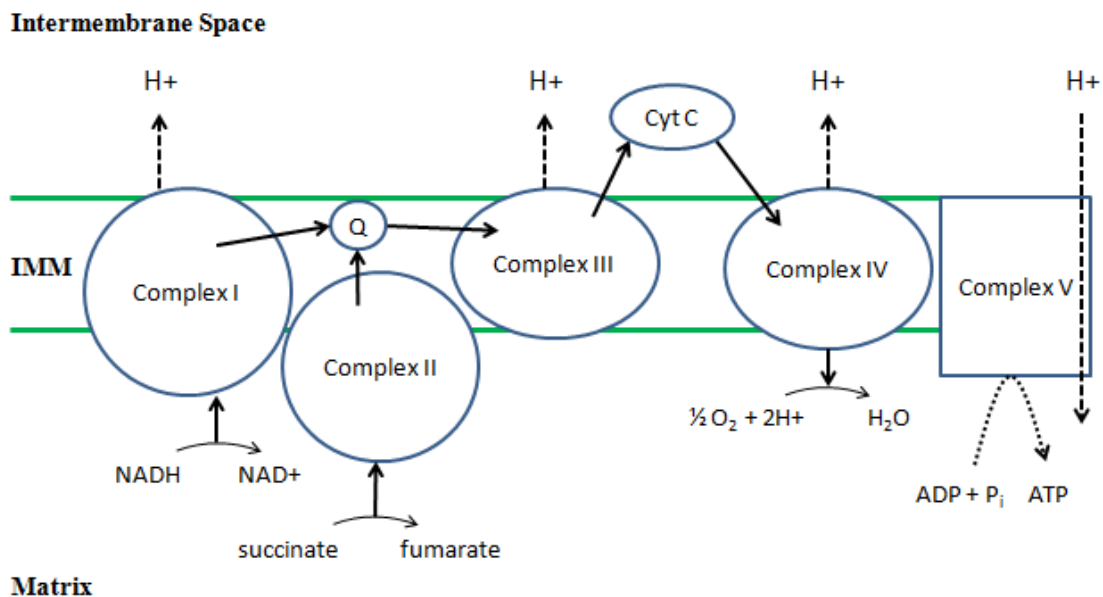 Intermembrane Space
H+ H+ H+ H+
Cyt C
Q
IMM
Complex I Complex III Complex IV Complex V
Complex II
½ O₂ + 2H+ H₂O
NADH NAD+
ADP + Pᵢ ATP
succinate fumarate
Matrix